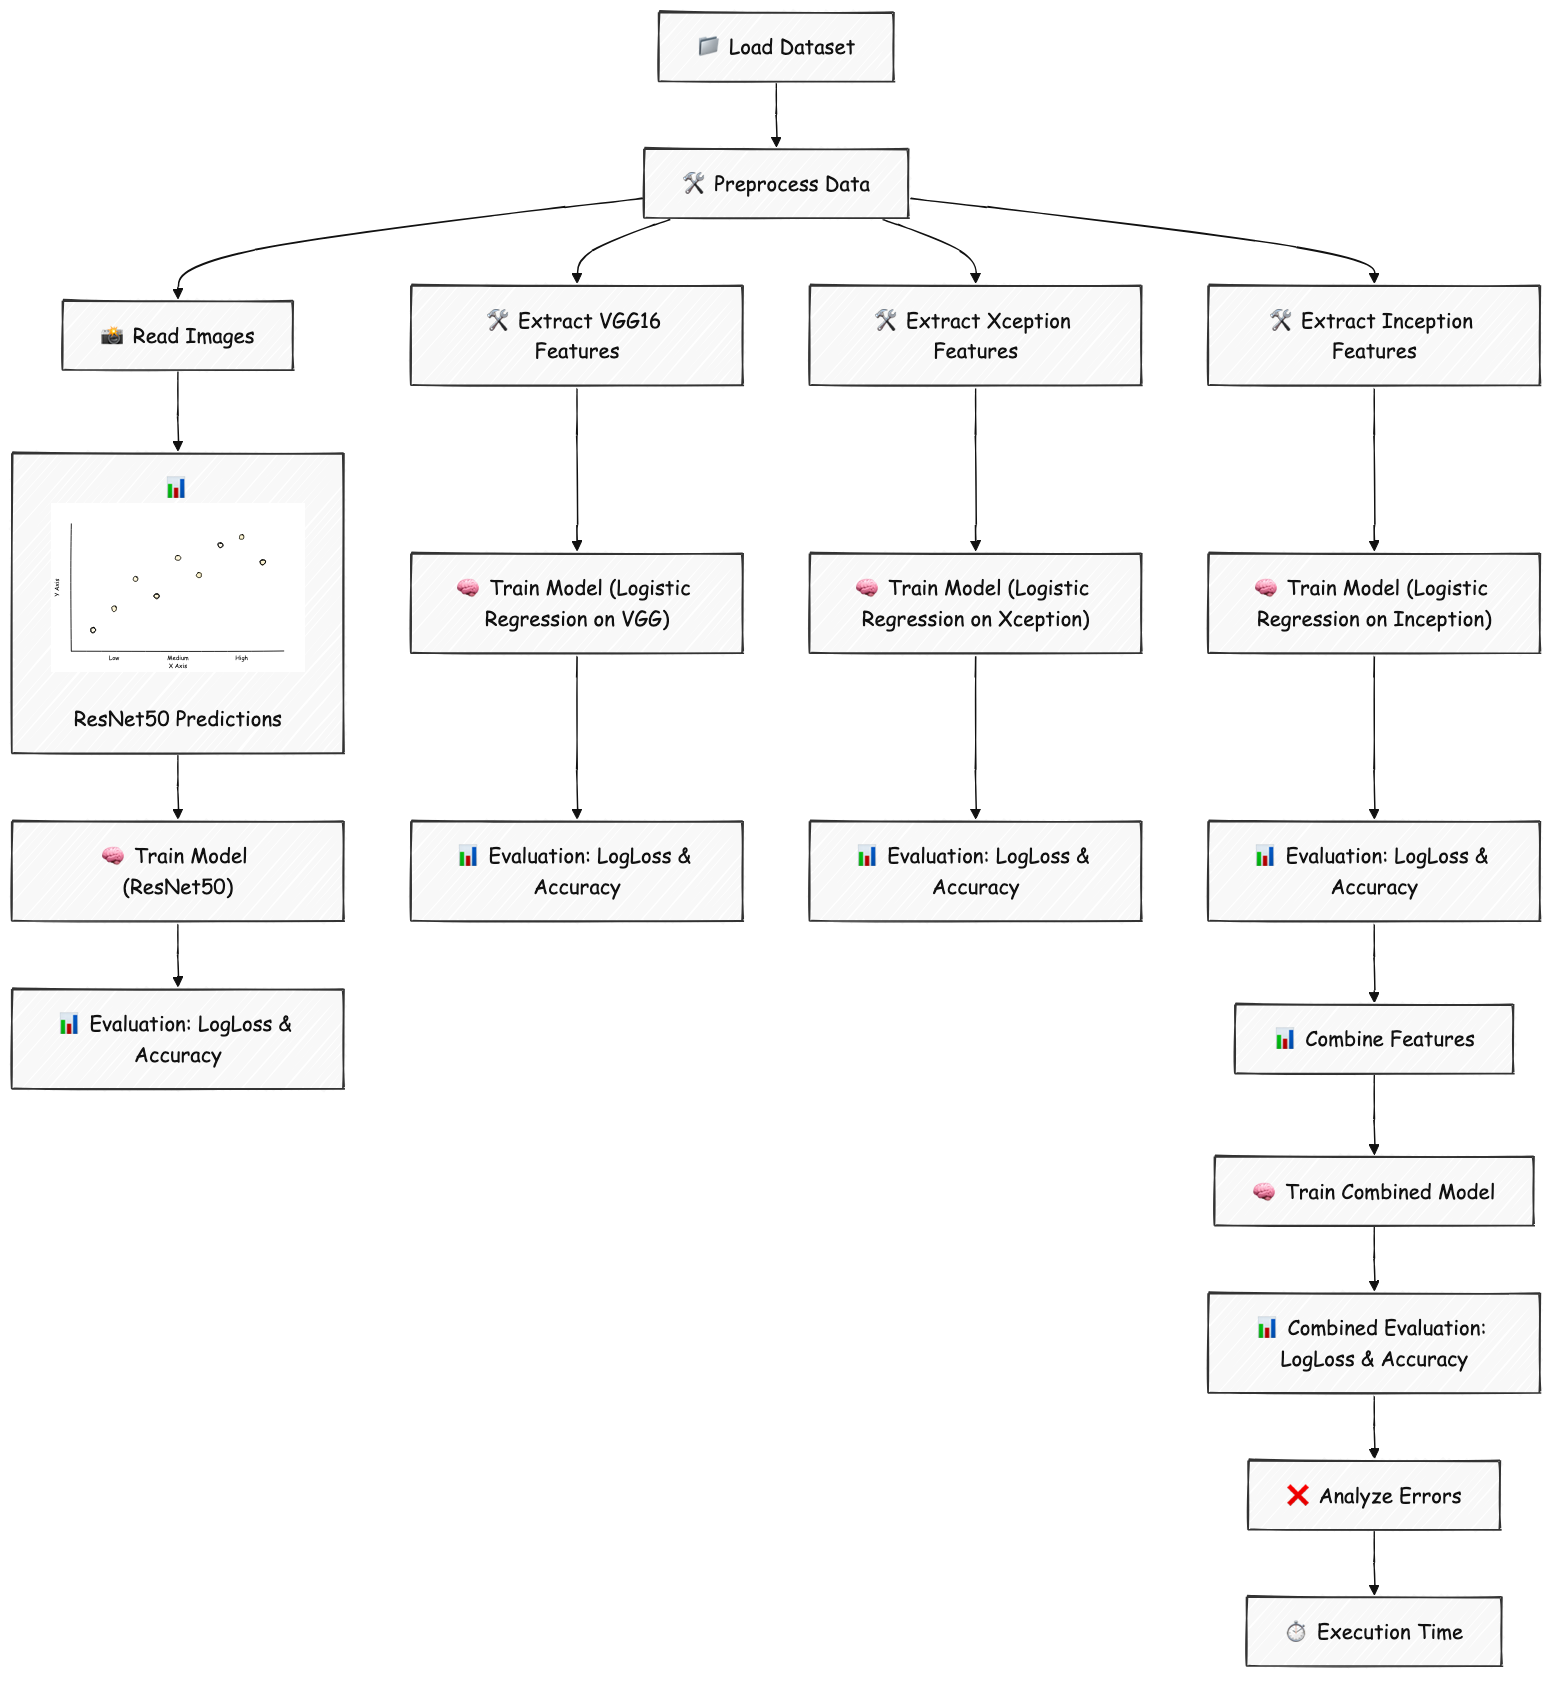 Load Dataset
Preprocess Data
Read Images
Extract VGG16
Features
Extract Xception
Features
Extract Inception
Features
Y Axis
Low
Medium
High
X Axis
ResNet50 Predictions
Train Model (Logistic
Regression on VGG)
Train Model (Logistic
Regression on Xception)
Train Model (Logistic
Regression on Inception)
Train Model
(ResNet50)
Evaluation: LogLoss &
Accuracy
Evaluation: LogLoss &
Accuracy
Evaluation: LogLoss &
Accuracy
Evaluation: LogLoss &
Accuracy
Combine Features
Train Combined Model
Combined Evaluation:
LogLoss & Accuracy
Analyze Errors
Execution Time